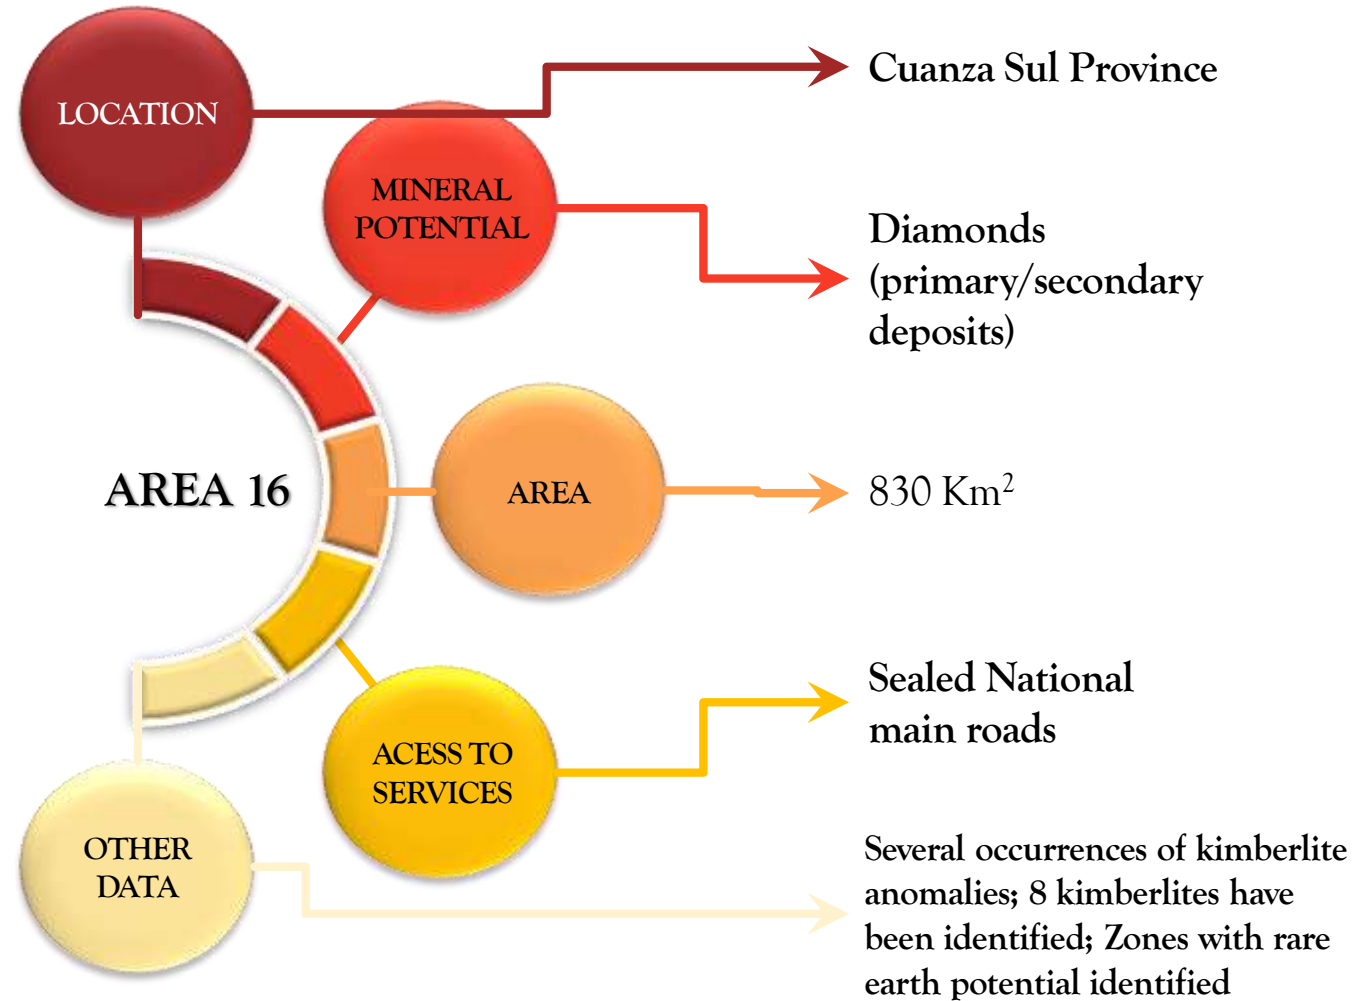 LOCATION
Cuanza Sul Province
MINERAL
POTENTIAL
Diamonds
(primary/secondary
deposits)
AREA 16
AREA
830 Km²
ACESS TO
SERVICES
Sealed National
main roads
OTHER
DATA
Several occurrences of kimberlite
anomalies; 8 kimberlites have
been identified; Zones with rare
earth potential identified